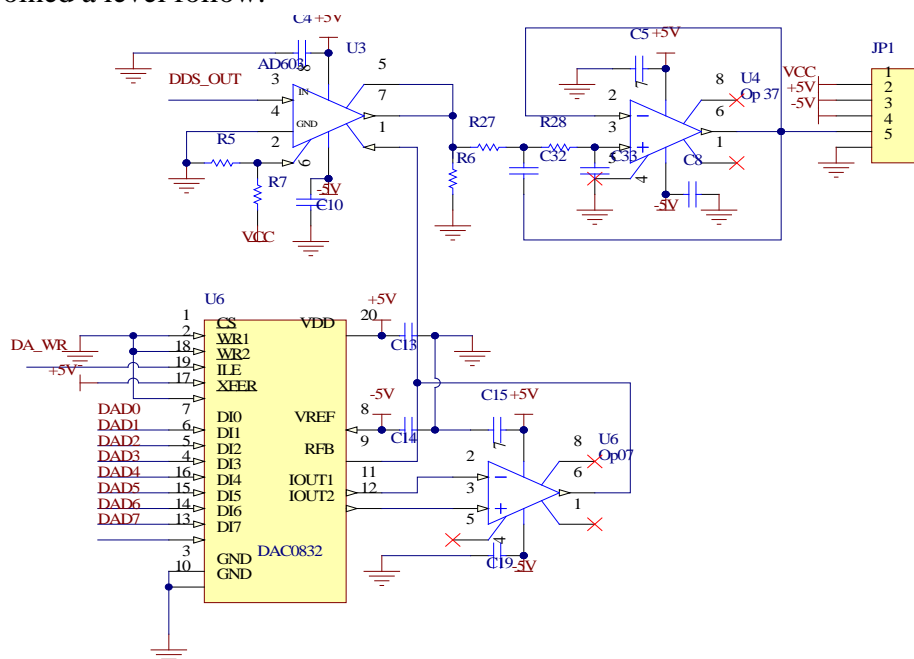 C4
+5V
AD603
U3
8
DDS_OUT
3
IN
4
GND
2
5
7
1
R5
6
R7
-5V
C10
VCC
R27
R6
R28
C32
C33
C5
+5V
7
2
3
5
4
8
U4
Op 37
6
1
C8
-5V
JP1
VCC
+5V
-5V
1
2
3
4
5
U6
1
2
18
19
17
DA_WR
+5V
CS
WR1
WR2
ILE
XFER
VDD
20
+5V
C13
DAD0
DAD1
DAD2
DAD3
DAD4
DAD5
DAD6
DAD7
7
6
5
4
16
15
14
13
DI0
DI1
DI2
DI3
DI4
DI5
DI6
DI7
VREF
8
-5V
C14
RFB
9
IOUT1
11
IOUT2
12
3
10
GND
GND
DAC0832
C15
+5V
7
2
3
5
4
8
U6
Op07
6
1
C19
-5V